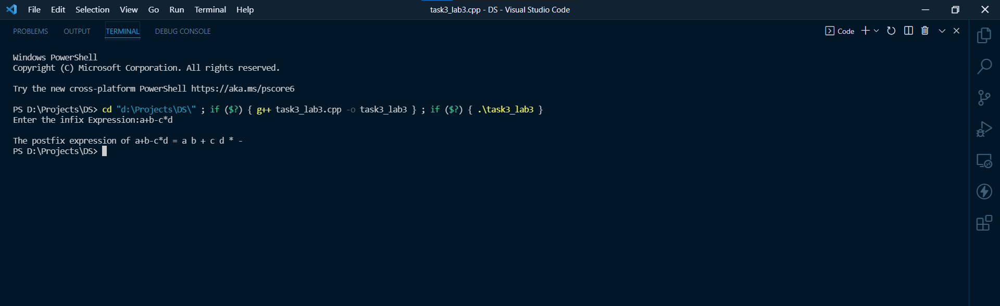 File Edit Selection View Go Run Terminal Help task3_lab3.cpp - DS - Visual Studio Code
PROBLEMS OUTPUT TERMINAL DEBUG CONSOLE Code
Windows PowerShell
Copyright (C) Microsoft Corporation. All rights reserved.
Try the new cross-platform PowerShell https://aka.ms/pscore6
PS D:\Projects\DS> cd "d:\Projects\DS\" ; if ($?) { g++ task3_lab3.cpp -o task3_lab3 } ; if ($?) { .\task3_lab3 }
Enter the infix Expression:a+b-c*d
The postfix expression of a+b-c*d = a b + c d * -
PS D:\Projects\DS>